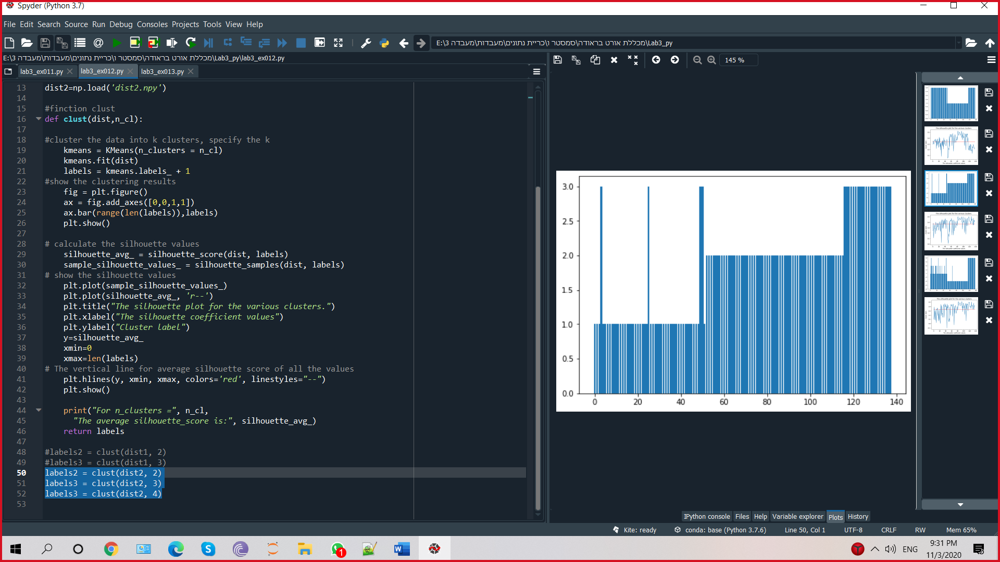 Spyder (Python 3.7)
File Edit Search Source Run Debug Consoles Projects Tools View Help
E:\מכללת אורט בראודה\סמסטר ו\כריית נתונים\מעבדות\מעבדה 3\Lab3_py
E:\מכללת אורט בראודה\סמסטר ו\כריית נתונים\מעבדות\מעבדה 3\Lab3_py\lab3_ex012.py
145 %
lab3_ex011.py lab3_ex012.py lab3_ex013.py
13 dist2=np.load('dist2.npy')
14
15 #finction clust
16 def clust(dist,n_cl):
17
18 #cluster the data into k clusters, specify the k
19 kmeans = KMeans(n_clusters = n_cl)
20 kmeans.fit(dist)
21 labels = kmeans.labels_ + 1
22 #show the clustering results
23 fig = plt.figure()
24 ax = fig.add_axes([0,0,1,1])
25 ax.bar(range(len(labels)),labels)
26 plt.show()
27
28 # calculate the silhouette values
29 silhouette_avg_ = silhouette_score(dist, labels)
30 sample_silhouette_values_ = silhouette_samples(dist, labels)
31 # show the silhouette values
32 plt.plot(sample_silhouette_values_)
33 plt.plot(silhouette_avg_, 'r--')
34 plt.title("The silhouette plot for the various clusters.")
35 plt.xlabel("The silhouette coefficient values")
36 plt.ylabel("Cluster label")
37 y=silhouette_avg_
38 xmin=0
39 xmax=len(labels)
40 # The vertical line for average silhouette score of all the values
41 plt.hlines(y, xmin, xmax, colors='red', linestyles="--")
42 plt.show()
43
44 print("For n_clusters =", n_cl,
45 "The average silhouette_score is:", silhouette_avg_)
46 return labels
47
48 #labels2 = clust(dist1, 2)
49 #labels3 = clust(dist1, 3)
50 labels2 = clust(dist2, 2)
51 labels3 = clust(dist2, 3)
52 labels3 = clust(dist2, 4)
53
3.0
2.5
2.0
1.5
1.0
0.5
0.0
0 20 40 60 80 100 120 140
IPython console Files Help Variable explorer Plots History
Kite: ready conda: base (Python 3.7.6) Line 50, Col 1 UTF-8 CRLF RW Mem 65%
1
ENG
9:31 PM
11/3/2020